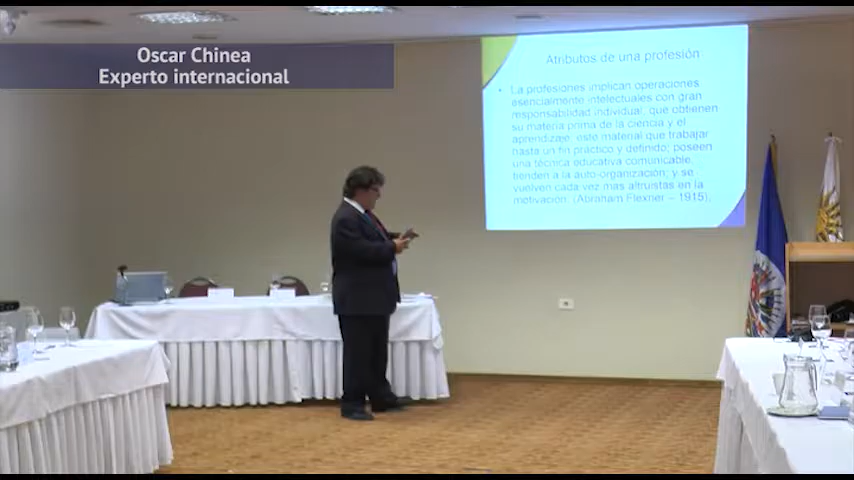 Oscar Chinea
Experto internacional
Atributos de una profesión
• La profesiones implican operaciones
esencialmente intelectuales con gran
responsabilidad individual, que obtienen
su materia prima de la ciencia y el
aprendizaje, este material que trabajar
hasta un fin práctico y definido; poseen
una técnica educativa comunicable,
tienden a la auto-organización; y se
vuelven cada vez mas altruistas en la
motivación. (Abraham Flexner – 1915),